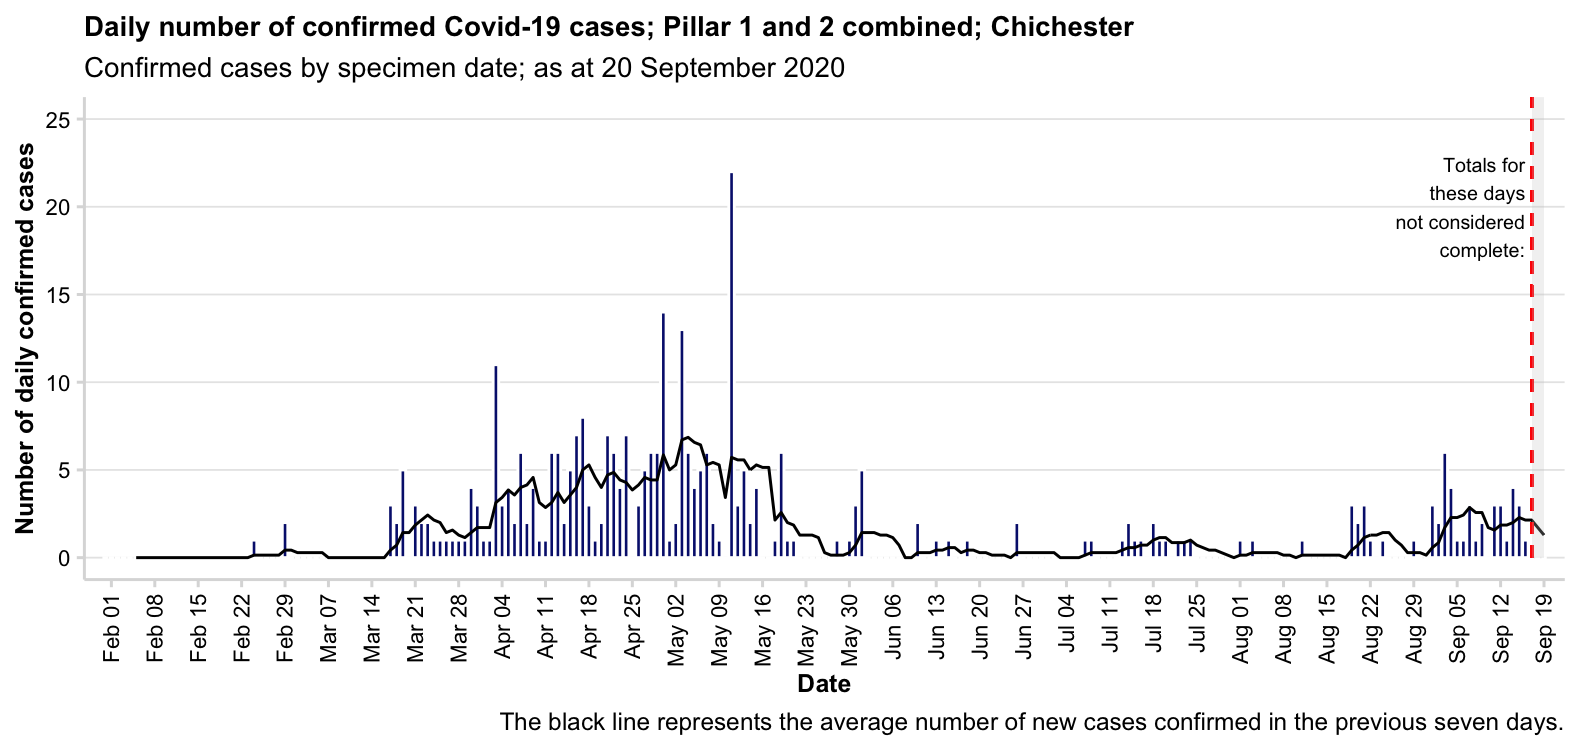 Daily number of confirmed Covid-19 cases; Pillar 1 and 2 combined; Chichester
Confirmed cases by specimen date; as at 20 September 2020
Number of daily confirmed cases
25
20
15
10
5
0
Totals for
these days
not considered
complete:
Feb 01
Feb 08
Feb 15
Feb 22
Feb 29
Mar 07
Mar 14
Mar 21
Mar 28
Apr 04
Apr 11
Apr 18
Apr 25
May 02
May 09
May 16
May 23
May 30
Jun 06
Jun 13
Jun 20
Jun 27
Jul 04
Jul 11
Jul 18
Jul 25
Aug 01
Aug 08
Aug 15
Aug 22
Aug 29
Sep 05
Sep 12
Sep 19
Date
The black line represents the average number of new cases confirmed in the previous seven days.